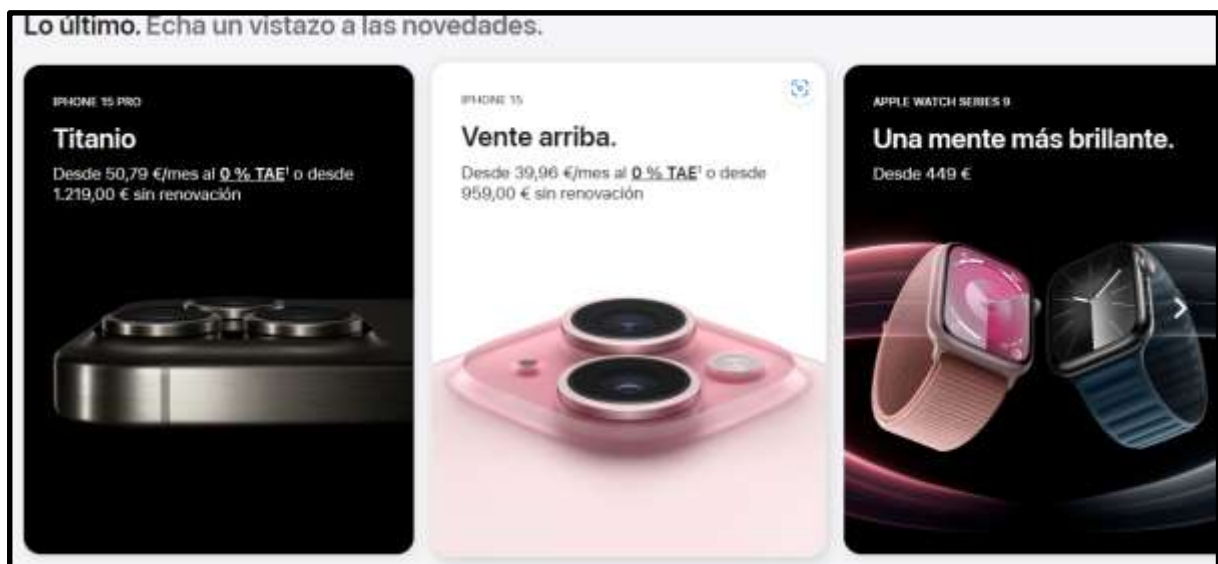 Lo último. Echa un vistazo a las novedades.
IPHONE 15 PRO
Titanio
Desde 50,79 €/mes al 0 % TAE¹ o desde
1.219,00 € sin renovación
IPHONE 15
Vente arriba.
Desde 39,96 €/mes al 0 % TAE¹ o desde
959,00 € sin renovación
APPLE WATCH SERIES 9
Una mente más brillante.
Desde 449 €